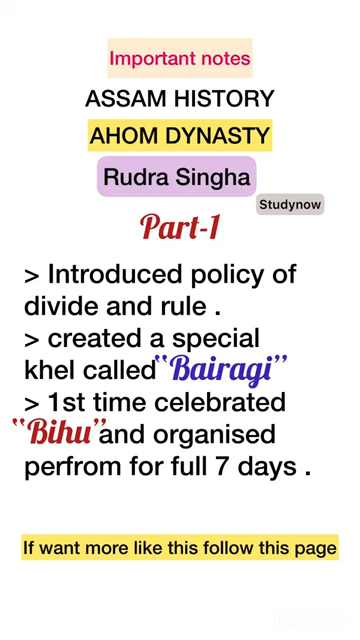 Important notes
ASSAM HISTORY
AHOM DYNASTY
Rudra Singha
Studynow
Part-1
> Introduced policy of
divide and rule .
> created a special
khel called “Bairagi”
> 1st time celebrated
“Bihu” and organised
perfrom for full 7 days .
If want more like this follow this page